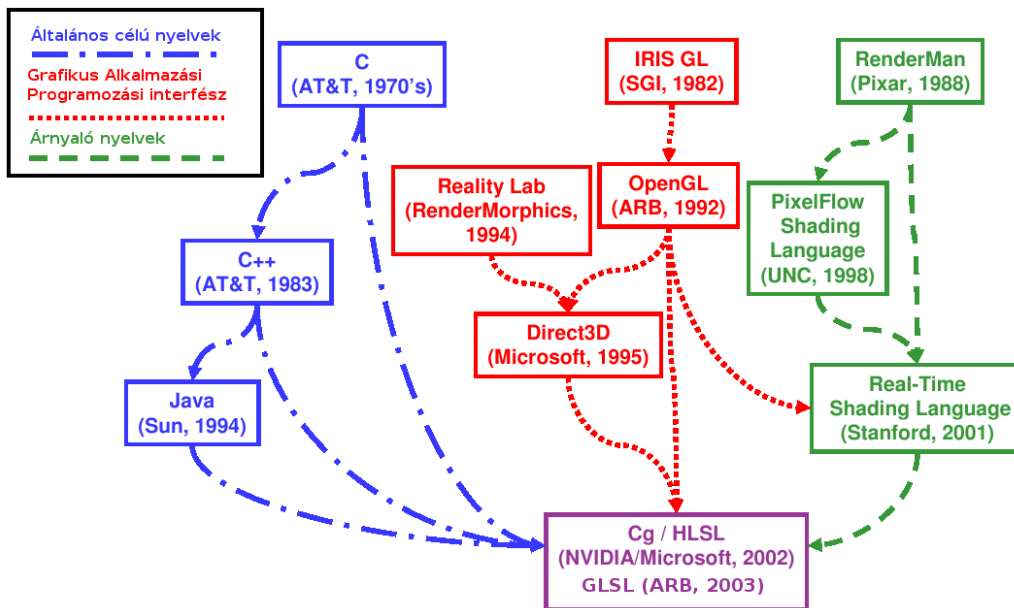 Általános célú nyelvek
Grafikus Alkalmazási
Programozási interfész
Árnyaló nyelvek
C
(AT&T, 1970's)
IRIS GL
(SGI, 1982)
RenderMan
(Pixar, 1988)
Reality Lab
(RenderMorphics,
1994)
OpenGL
(ARB, 1992)
PixelFlow
Shading
Language
(UNC, 1998)
C++
(AT&T, 1983)
Direct3D
(Microsoft, 1995)
Java
(Sun, 1994)
Real-Time
Shading Language
(Stanford, 2001)
Cg / HLSL
(NVIDIA/Microsoft, 2002)
GLSL (ARB, 2003)